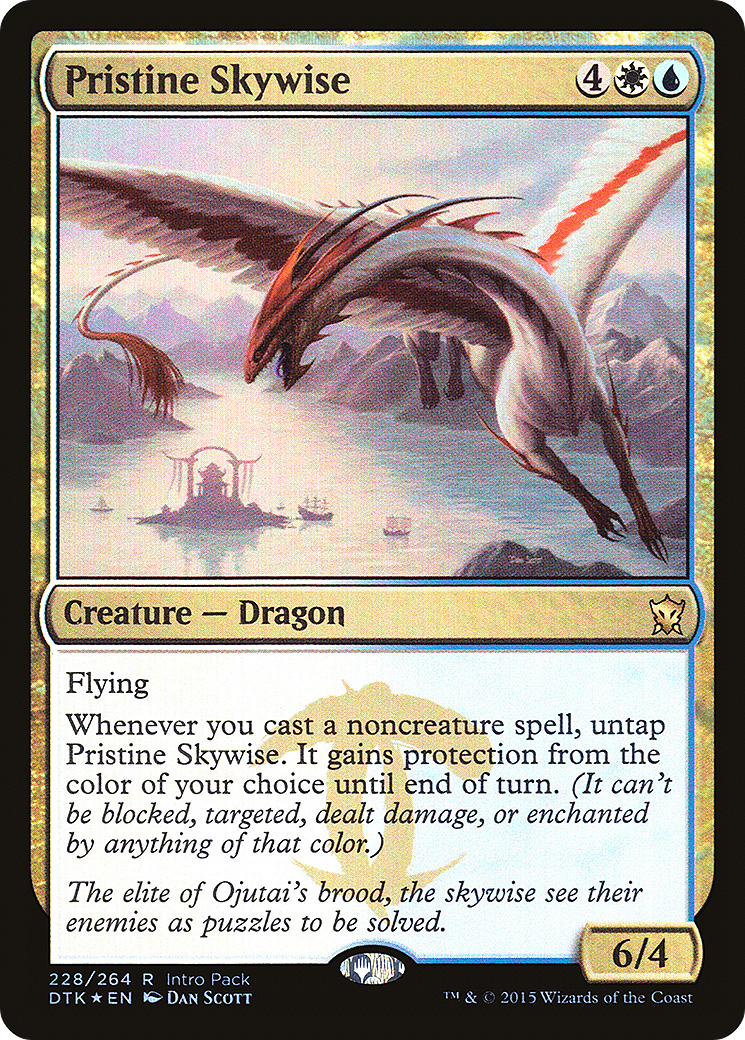 Pristine Skywise
4
Creature — Dragon
Flying
Whenever you cast a noncreature spell, untap
Pristine Skywise. It gains protection from the
color of your choice until end of turn. (It can't
be blocked, targeted, dealt damage, or enchanted
by anything of that color.)
The elite of Ojutai's brood, the skywise see their
enemies as puzzles to be solved.
6/4
228/264 R Intro Pack
DTK ★ EN Dan Scott
™ & © 2015 Wizards of the Coast